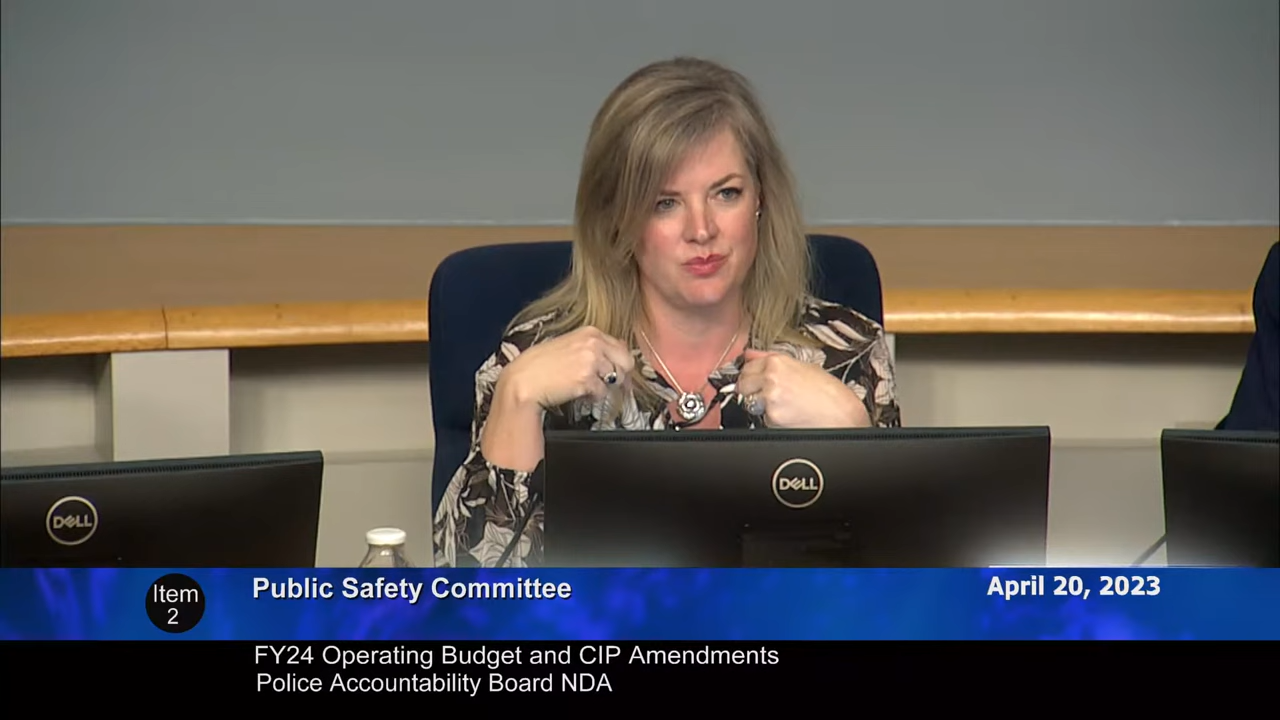 DELL
DELL
Item
2
Public Safety Committee
April 20, 2023
FY24 Operating Budget and CIP Amendments
Police Accountability Board NDA